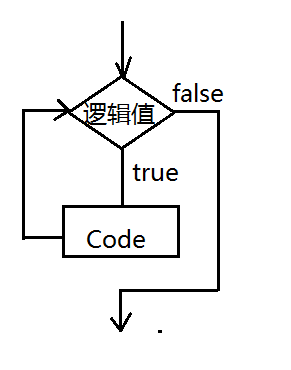 false
逻辑值
true
Code